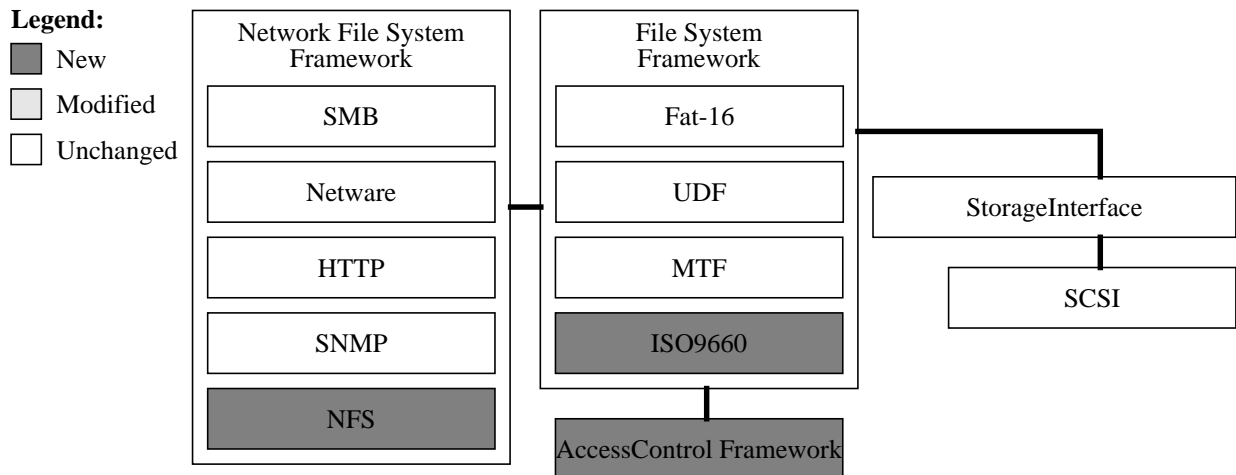 Legend:
New
Modified
Unchanged
Network File System
Framework
SMB
Netware
HTTP
SNMP
NFS
File System
Framework
Fat-16
UDF
MTF
ISO9660
AccessControl Framework
StorageInterface
SCSI